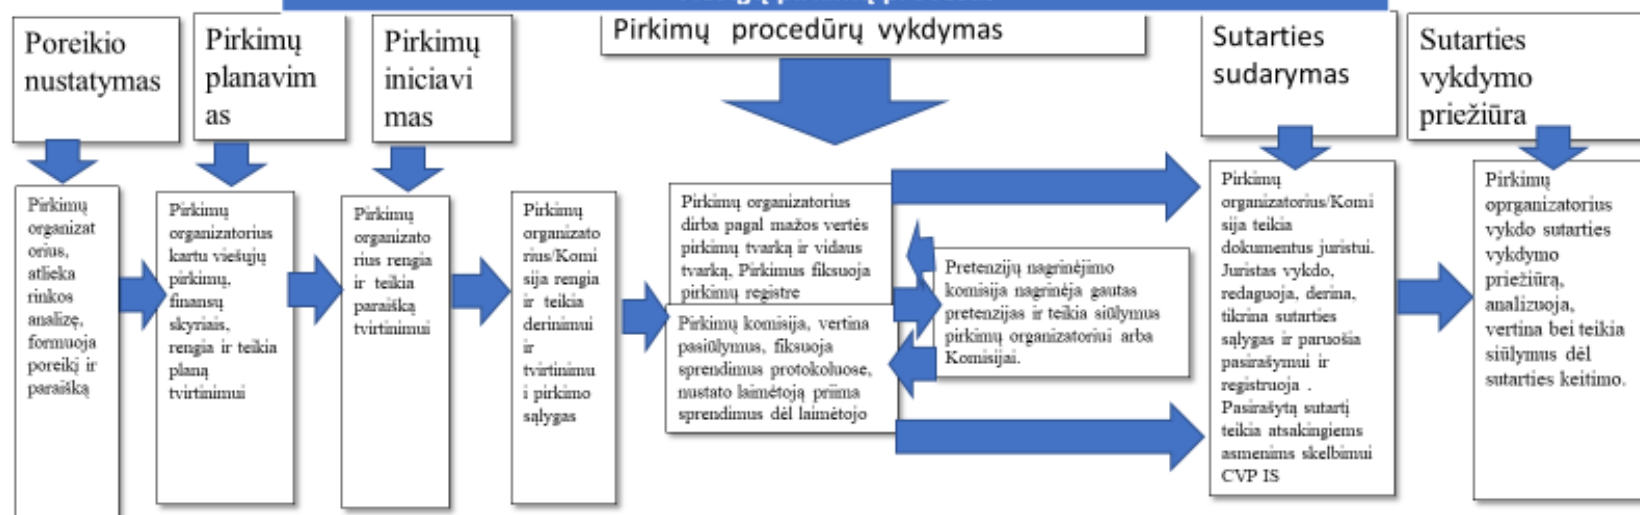 Poreikio
nustatymas
Pirkimų
planavim
as
Pirkimų
iniciavi
mas
Pirkimų procedūrų vykdymas
Sutarties
sudarymas
Sutarties
vykdymo
priežiūra
Pirkimų
organizat
orius,
atlieka
rinkos
analizę,
formuoja
poreikį ir
paraišką
Pirkimų
organizatorius
kartu viešųjų
pirkimų,
finansų
skyriais,
rengia ir teikia
planą
tvirtinimui
Pirkimų
organizato
rius rengia
ir teikia
paraišką
tvirtinimui
Pirkimų
organizato
rius/Komi
sija rengia
ir teikia
derinimui
ir
tvirtinimu
i pirkimo
sąlygas
Pirkimų organizatorius
dirba pagal mažos vertės
pirkimų tvarką ir vidaus
tvarką, Pirkimus fiksuoja
pirkimų registre
Pirkimų komisija, vertina
pasiūlymus, fiksuoja
sprendimus protokoluose,
nustato laimėtoją priima
sprendimus dėl laimėtojo
Pretenzijų nagrinėjimo
komisija nagrinėja gautas
pretenzijas ir teikia siūlymus
pirkimų organizatoriui arba
Komisijai.
Pirkimų
organizatorius/Komi
sija teikia
dokumentus juristui.
Juristas vykdo,
redaguoja, derina,
tikrina sutarties
sąlygas ir paruošia
pasirašymui ir
registruoja .
Pasirašytą sutartį
teikia atsakingiems
asmenims skelbimui
CVP IS
Pirkimų
oprganizatorius
vykdo sutarties
vykdymo
priežiūrą,
analizuoja,
vertina bei teikia
siūlymus dėl
sutarties keitimo.